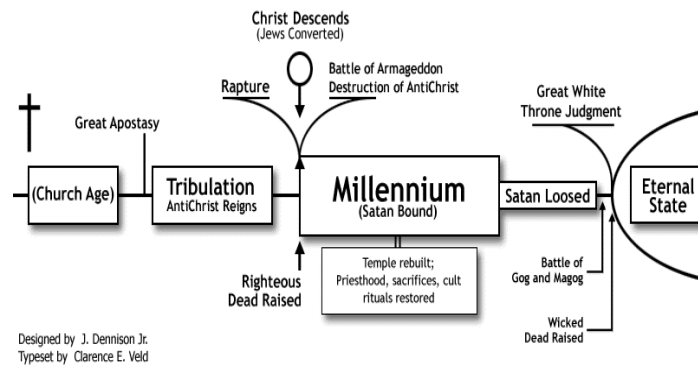 Christ Descends
(Jews Converted)
Rapture
Battle of Armageddon
Destruction of AntiChrist
Great White
Throne Judgment
Great Apostasy
(Church Age)
Tribulation
AntiChrist Reigns
Millennium
(Satan Bound)
Satan Loosed
Eternal
State
Righteous
Dead Raised
Temple rebuilt;
Priesthood, sacrifices, cult
rituals restored
Battle of
Gog and Magog
Wicked
Dead Raised
Designed by J. Dennison Jr.
Typeset by Clarence E. Veld